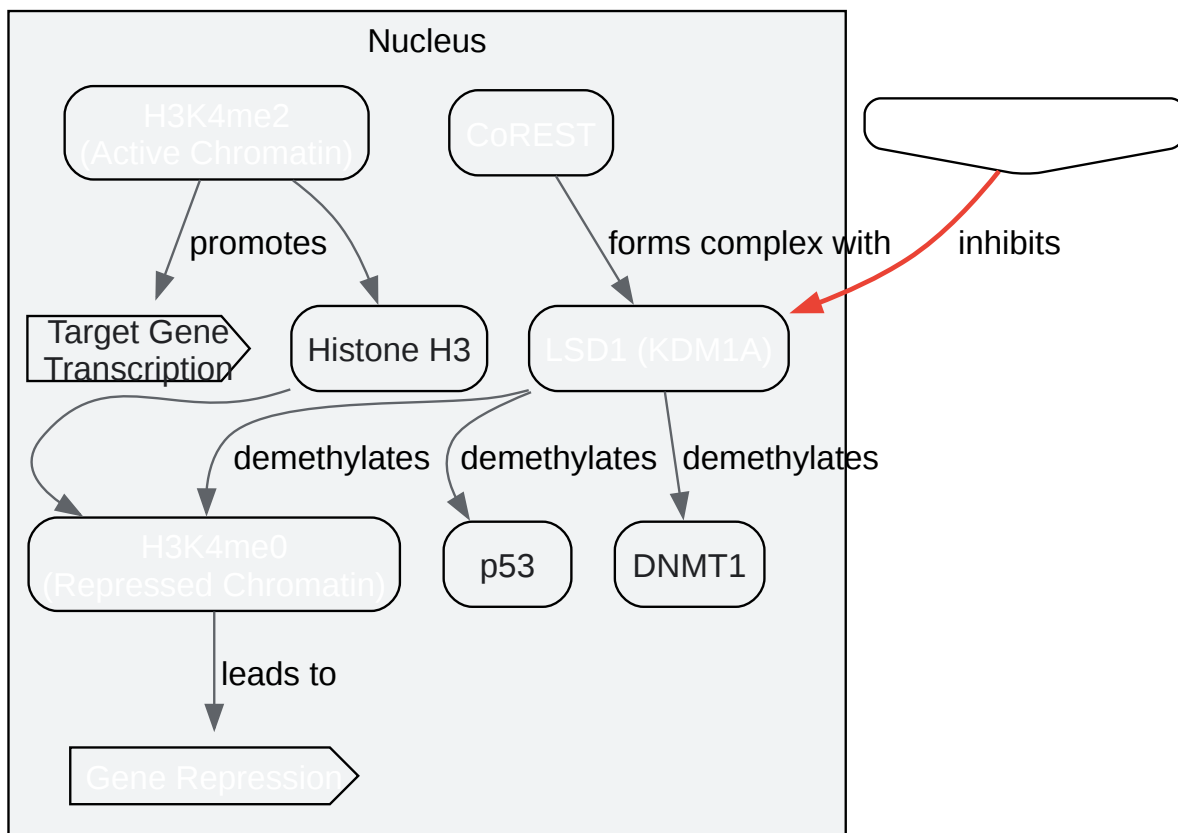 Nucleus
H3K4me2
(Active Chromatin)
CoREST
promotes
forms complex with
inhibits
Target Gene
Transcription
Histone H3
LSD1 (KDM1A)
demethylates
demethylates
demethylates
H3K4me0
(Repressed Chromatin)
p53
DNMT1
leads to
Gene Repression